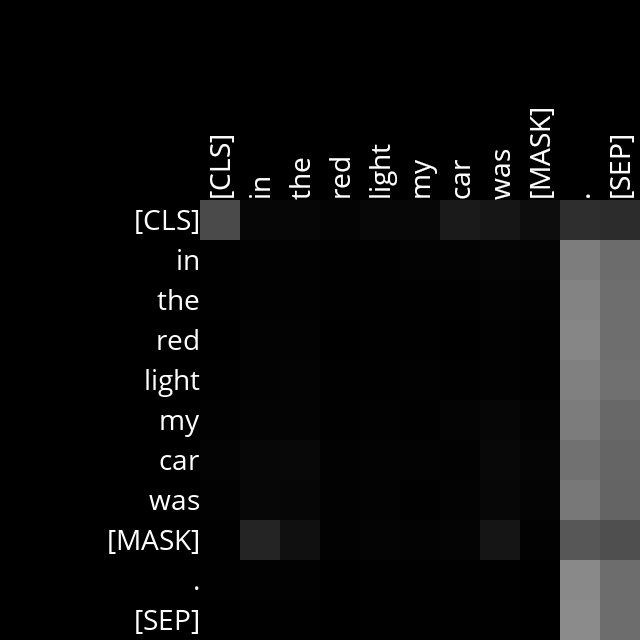 [CLS] in the red light my car was [MASK] . [SEP]
[CLS]
in
the
red
light
my
car
was
[MASK]
.
[SEP]